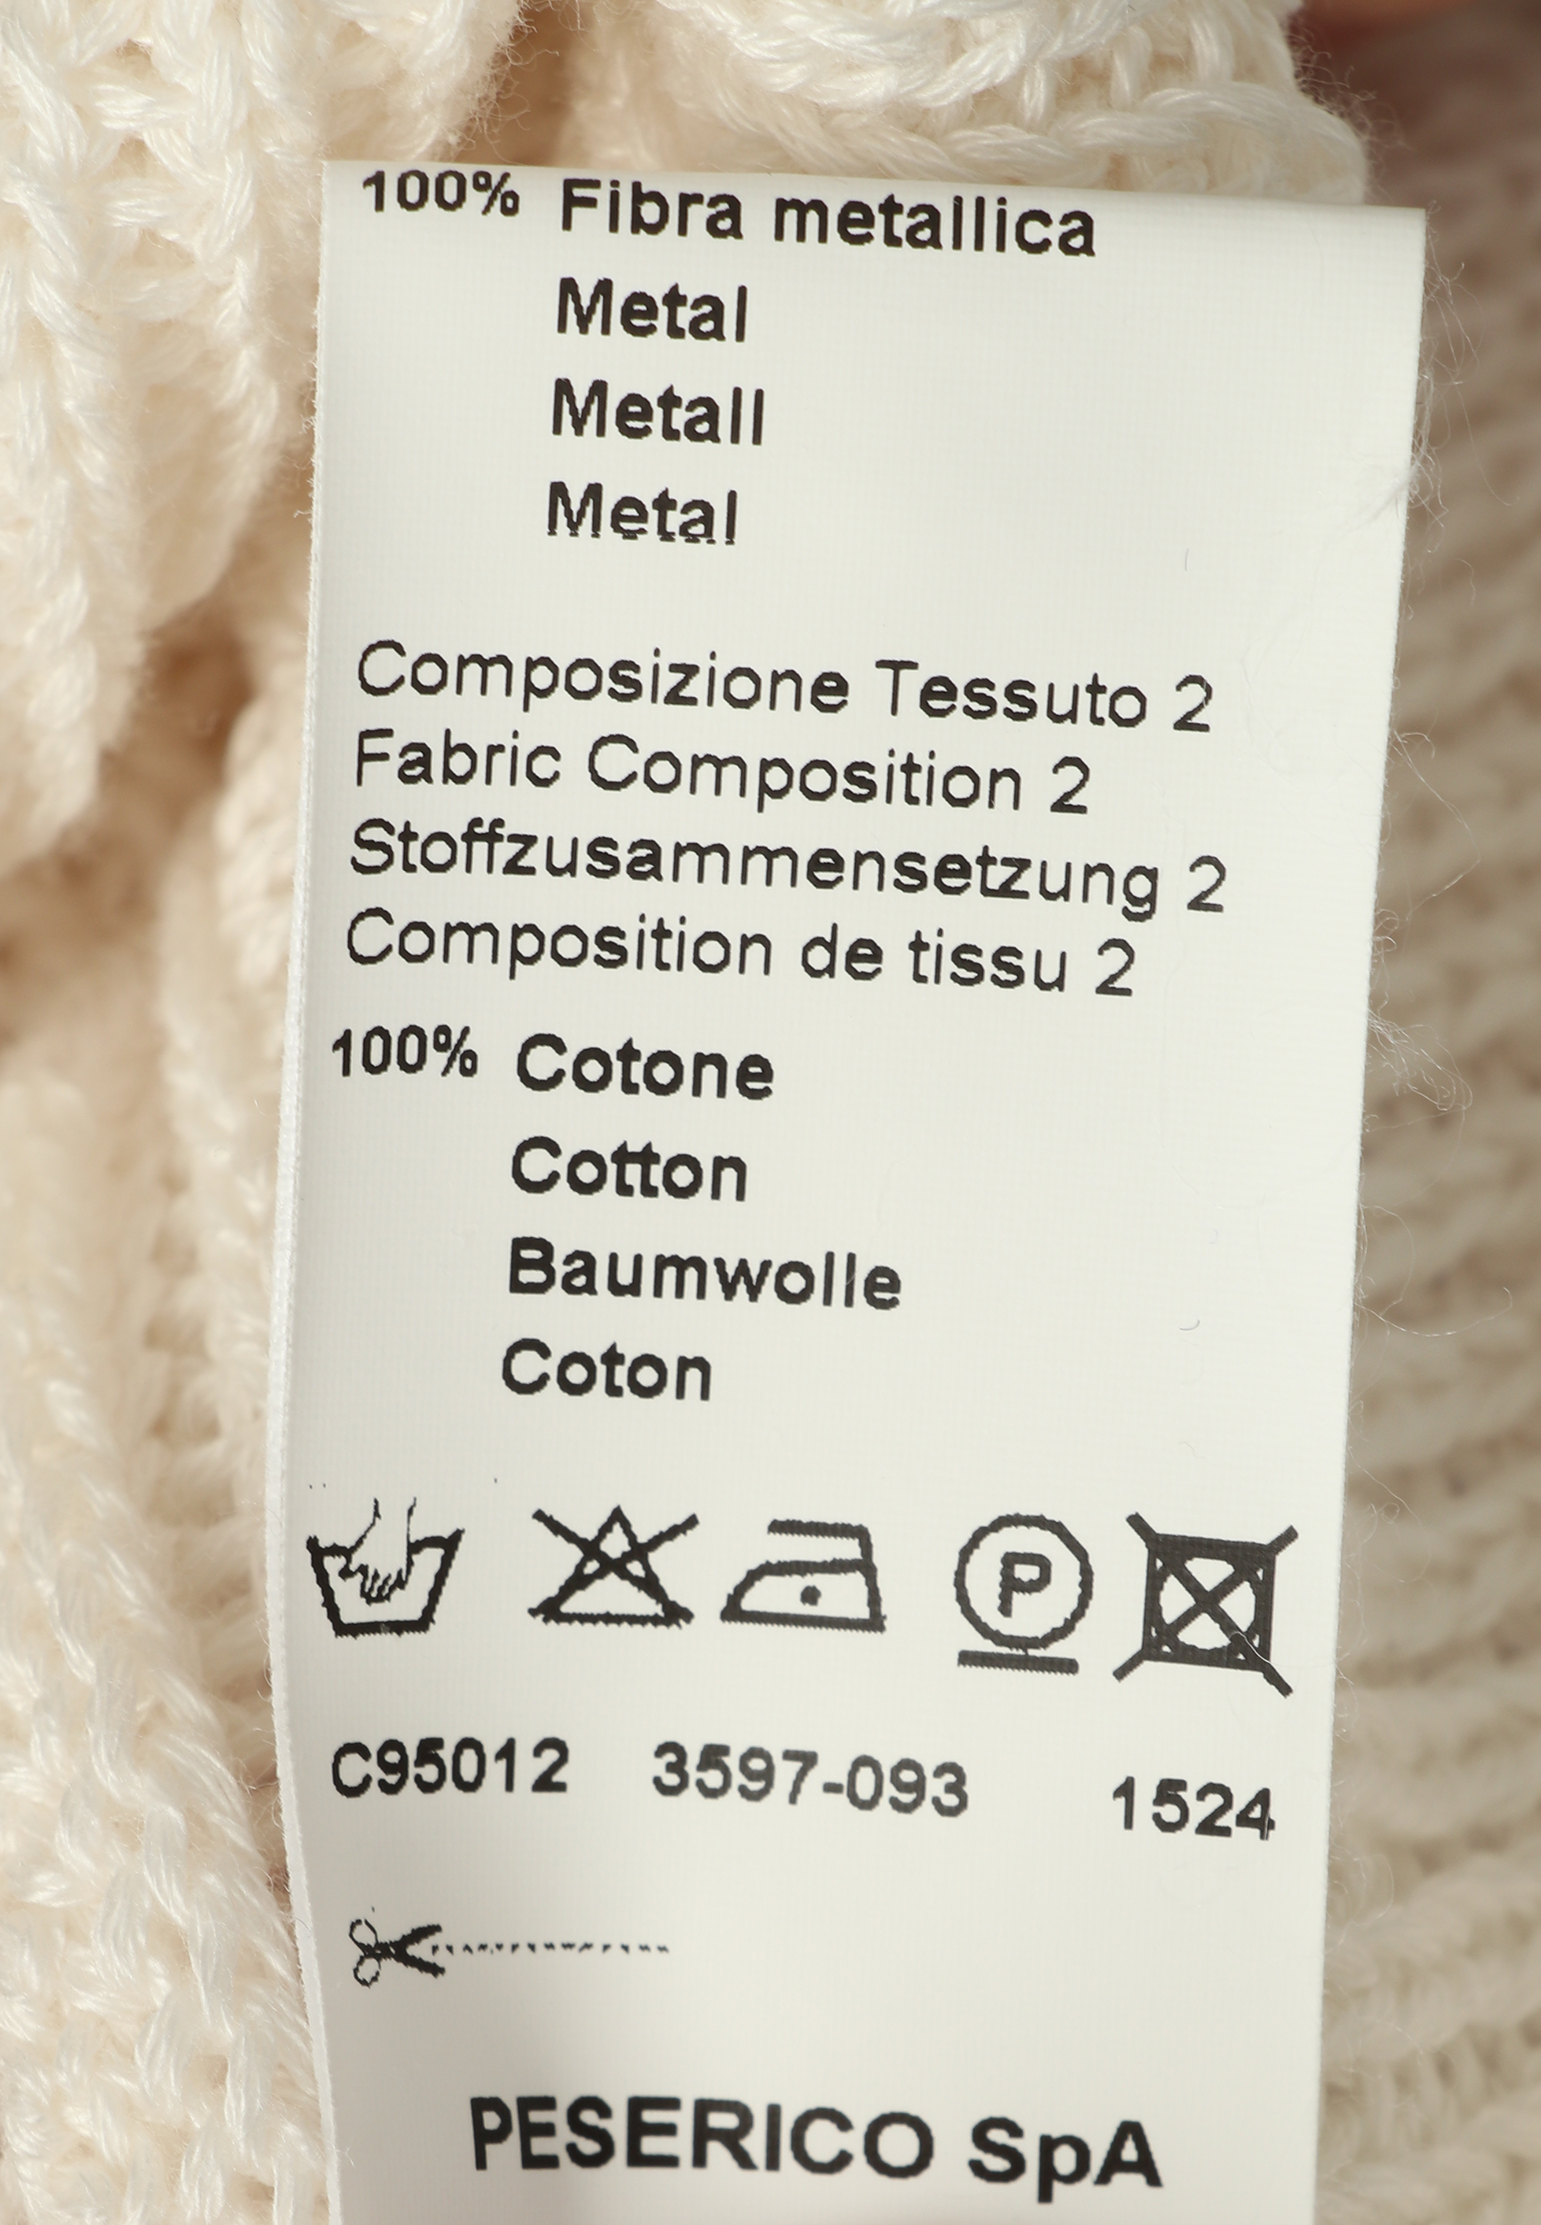 100% Fibra metallica
Metal
Metall
Metal
Composizione Tessuto 2
Fabric Composition 2
Stoffzusammensetzung 2
Composition de tissu 2
100% Cotone
Cotton
Baumwolle
Coton
P
C95012 3597-093 1524
PESERICO SpA